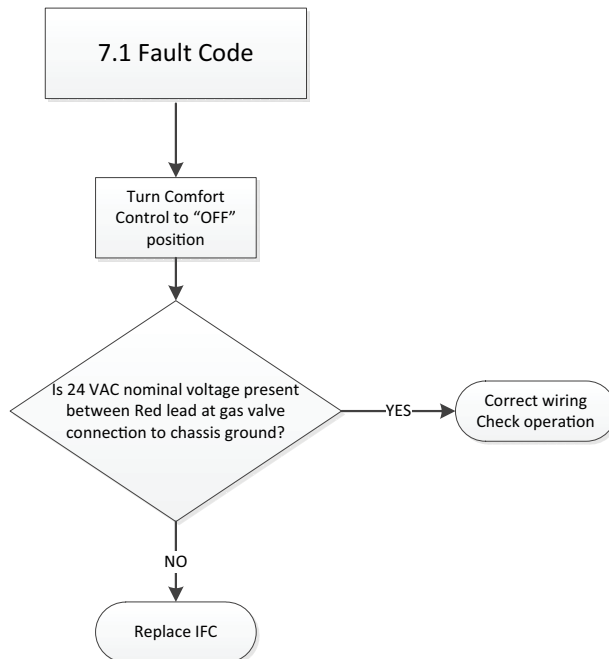 7.1 Fault Code
Turn Comfort
Control to “OFF”
position
Is 24 VAC nominal voltage present
between Red lead at gas valve
connection to chassis ground?
YES
Correct wiring
Check operation
NO
Replace IFC